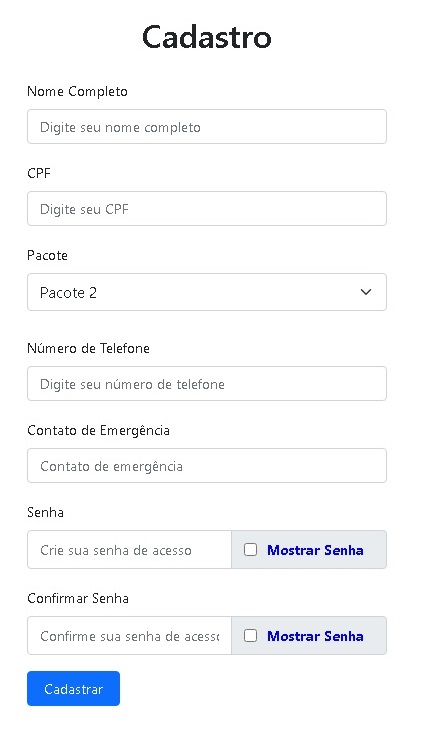 Cadastro
Nome Completo
Digite seu nome completo
CPF
Digite seu CPF
Pacote
Pacote 2
Número de Telefone
Digite seu número de telefone
Contato de Emergência
Contato de emergência
Senha
Crie sua senha de acesso
Mostrar Senha
Confirmar Senha
Confirme sua senha de acesso
Mostrar Senha
Cadastrar